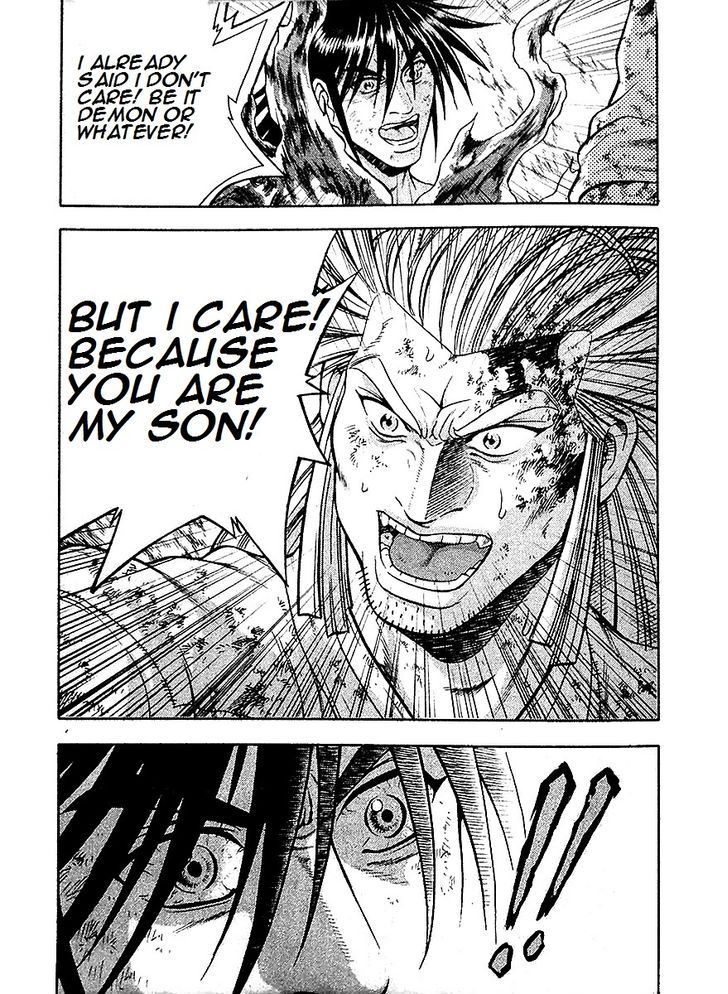 I ALREADY
SAID I DON'T
CARE! BE IT
DEMON OR
WHATEVER!
BUT I CARE!
BECAUSE
YOU ARE
MY SON!
!!